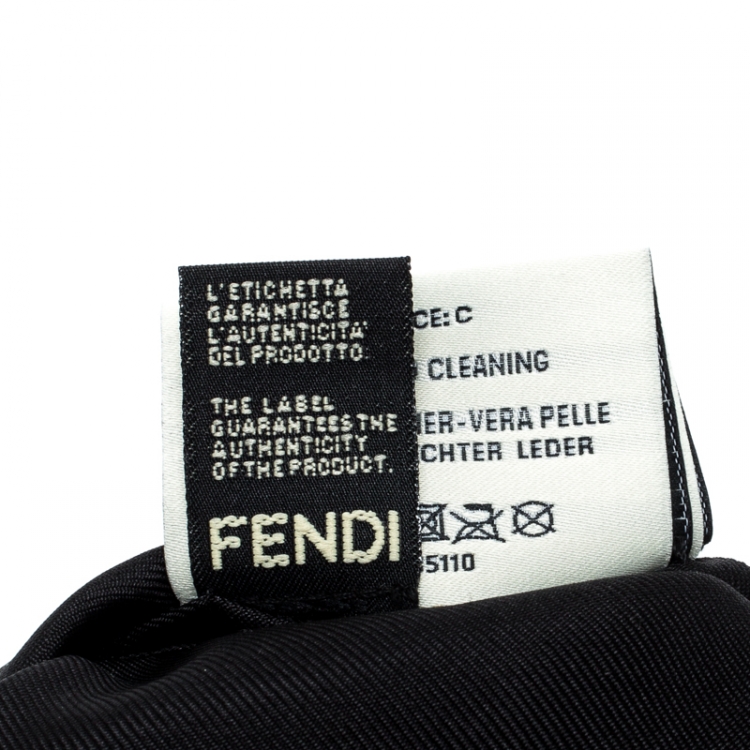 L'ETICHETTA
GARANTISCE
L'AUTENTICITA'
DEL PRODOTTO.
THE LABEL
GUARANTEES THE
AUTHENTICITY
OF THE PRODUCT.
FENDI
CE: C
CLEANING
HER-VERA PELLE
CHTER LEDER
5110